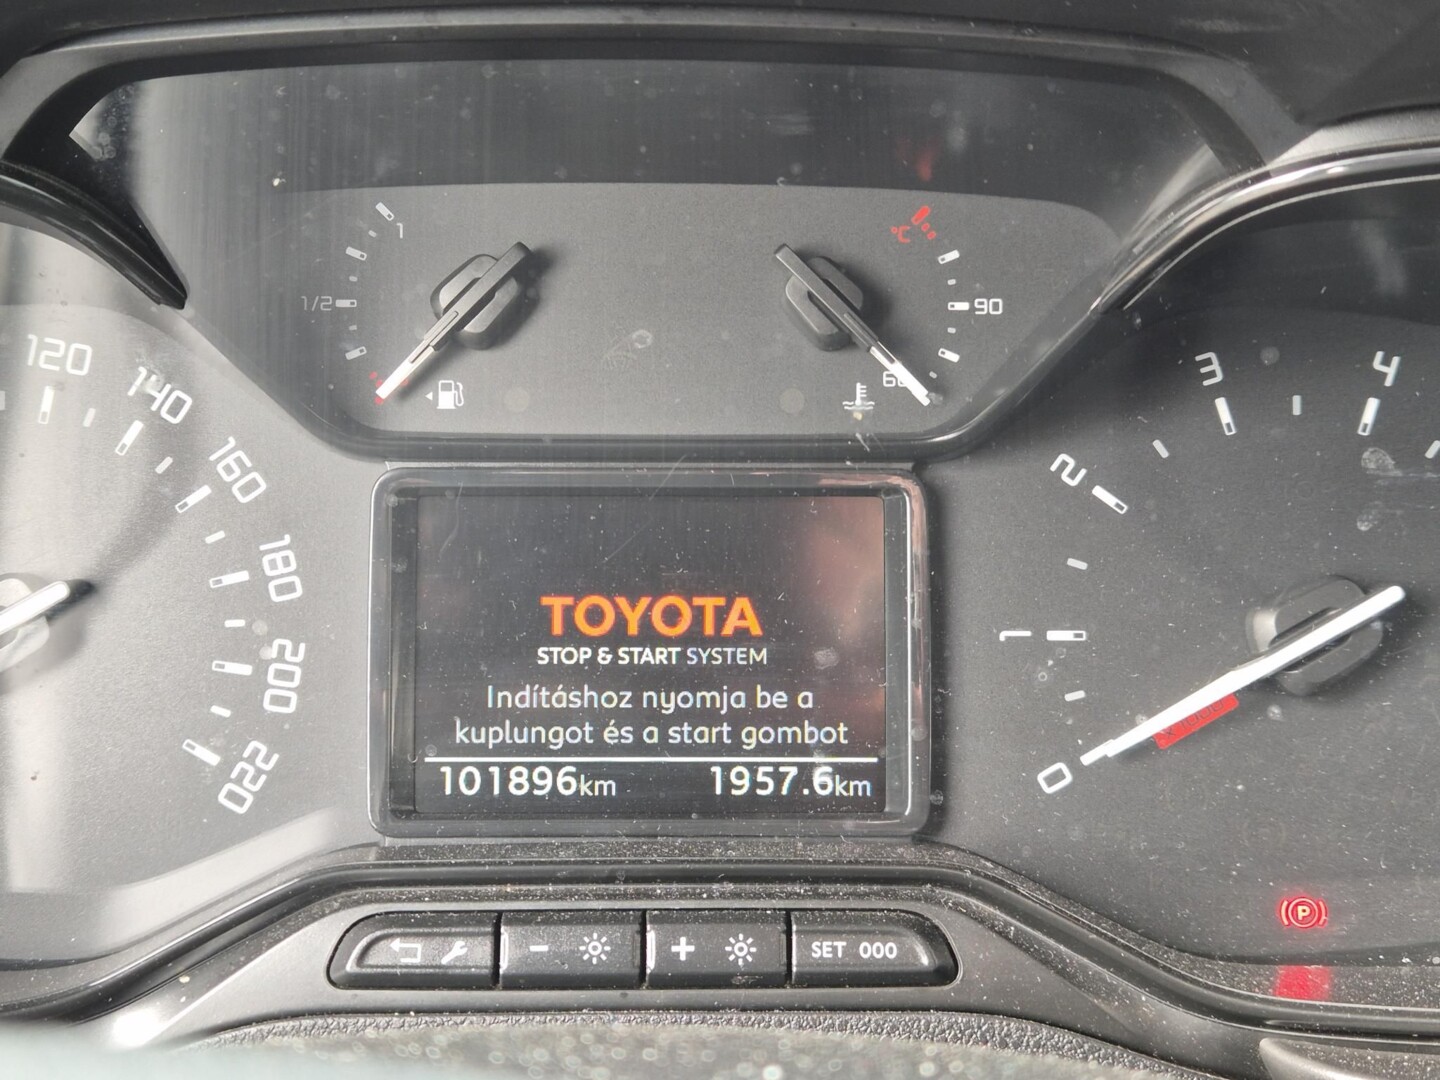 1
1/2
°C
90
60
120
140
160
180
200
220
0
1
2
3
4
x1000
TOYOTA
STOP & START SYSTEM
Indításhoz nyomja be a
kuplungot és a start gombot
101896km 1957.6km
P
- + SET 000